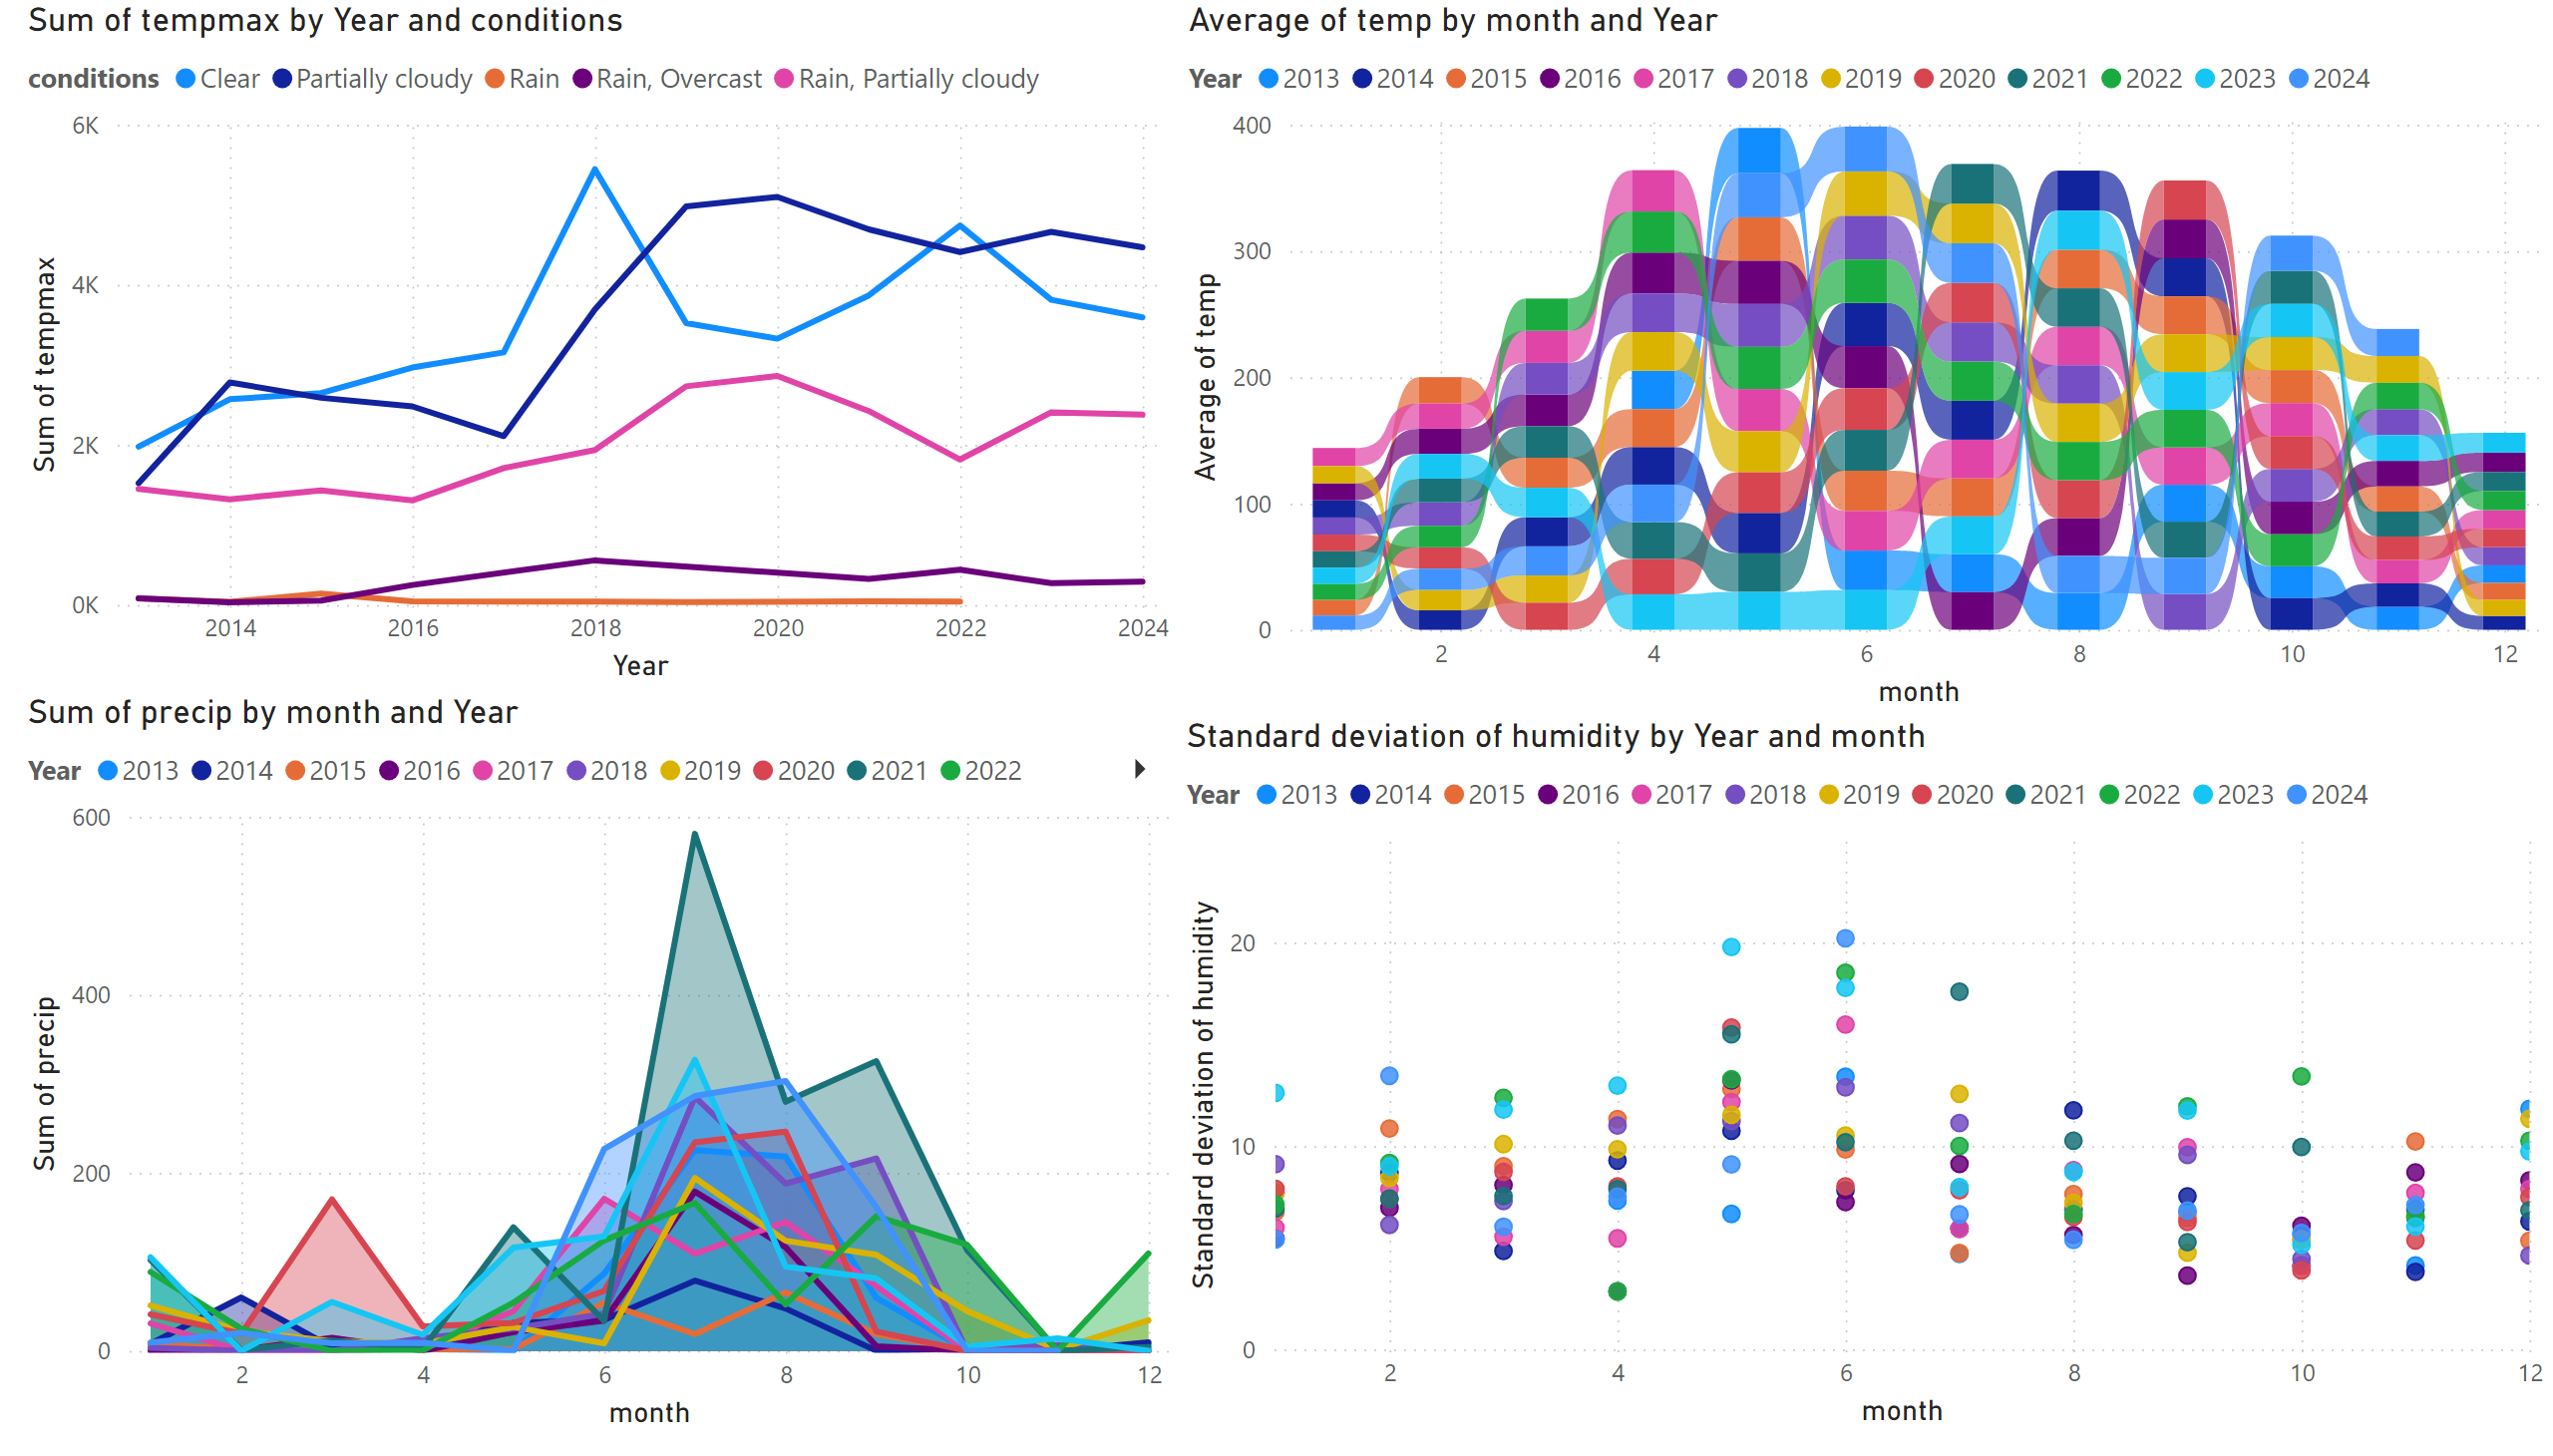 Sum of tempmax by Year and conditions
conditions Clear Partially cloudy Rain Rain, Overcast Rain, Partially cloudy
6K
4K
2K
0K
Sum of tempmax
2014 2016 2018 2020 2022 2024
Year
Average of temp by month and Year
Year 2013 2014 2015 2016 2017 2018 2019 2020 2021 2022 2023 2024
400
300
200
100
0
Average of temp
2 4 6 8 10 12
month
Sum of precip by month and Year
Year 2013 2014 2015 2016 2017 2018 2019 2020 2021 2022
600
400
200
0
Sum of precip
2 4 6 8 10 12
month
Standard deviation of humidity by Year and month
Year 2013 2014 2015 2016 2017 2018 2019 2020 2021 2022 2023 2024
20
10
0
Standard deviation of humidity
2 4 6 8 10 12
month